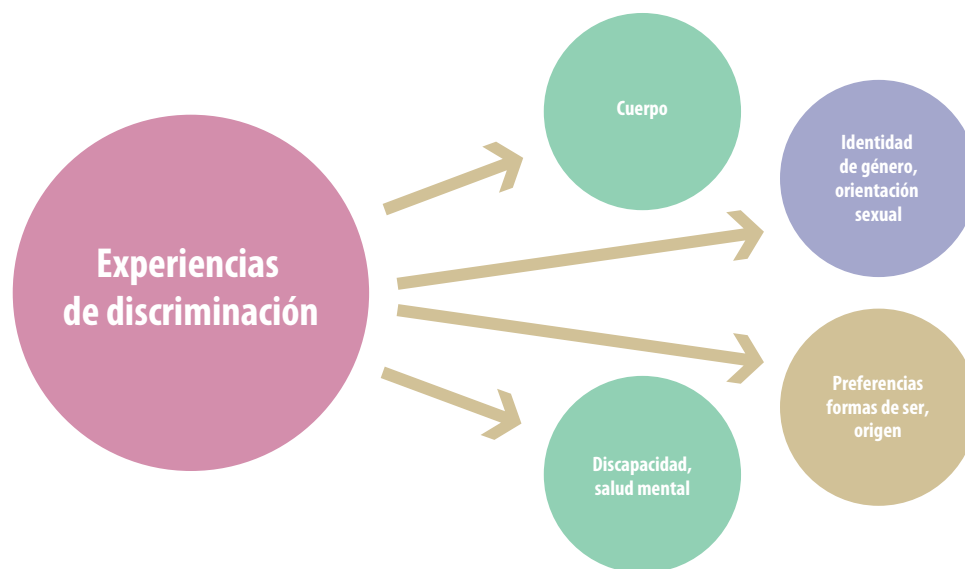 Experiencias
de discriminación
Cuerpo
Identidad
de género,
orientación
sexual
Preferencias
formas de ser,
origen
Discapacidad,
salud mental